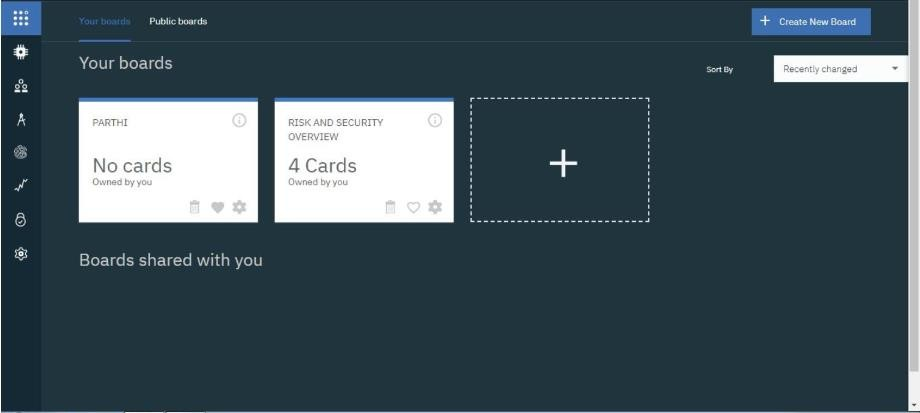 Your boards
Public boards
+ Create New Board
Your boards
Sort By
Recently changed
PARTHI
No cards
Owned by you
RISK AND SECURITY
OVERVIEW
4 Cards
Owned by you
Boards shared with you